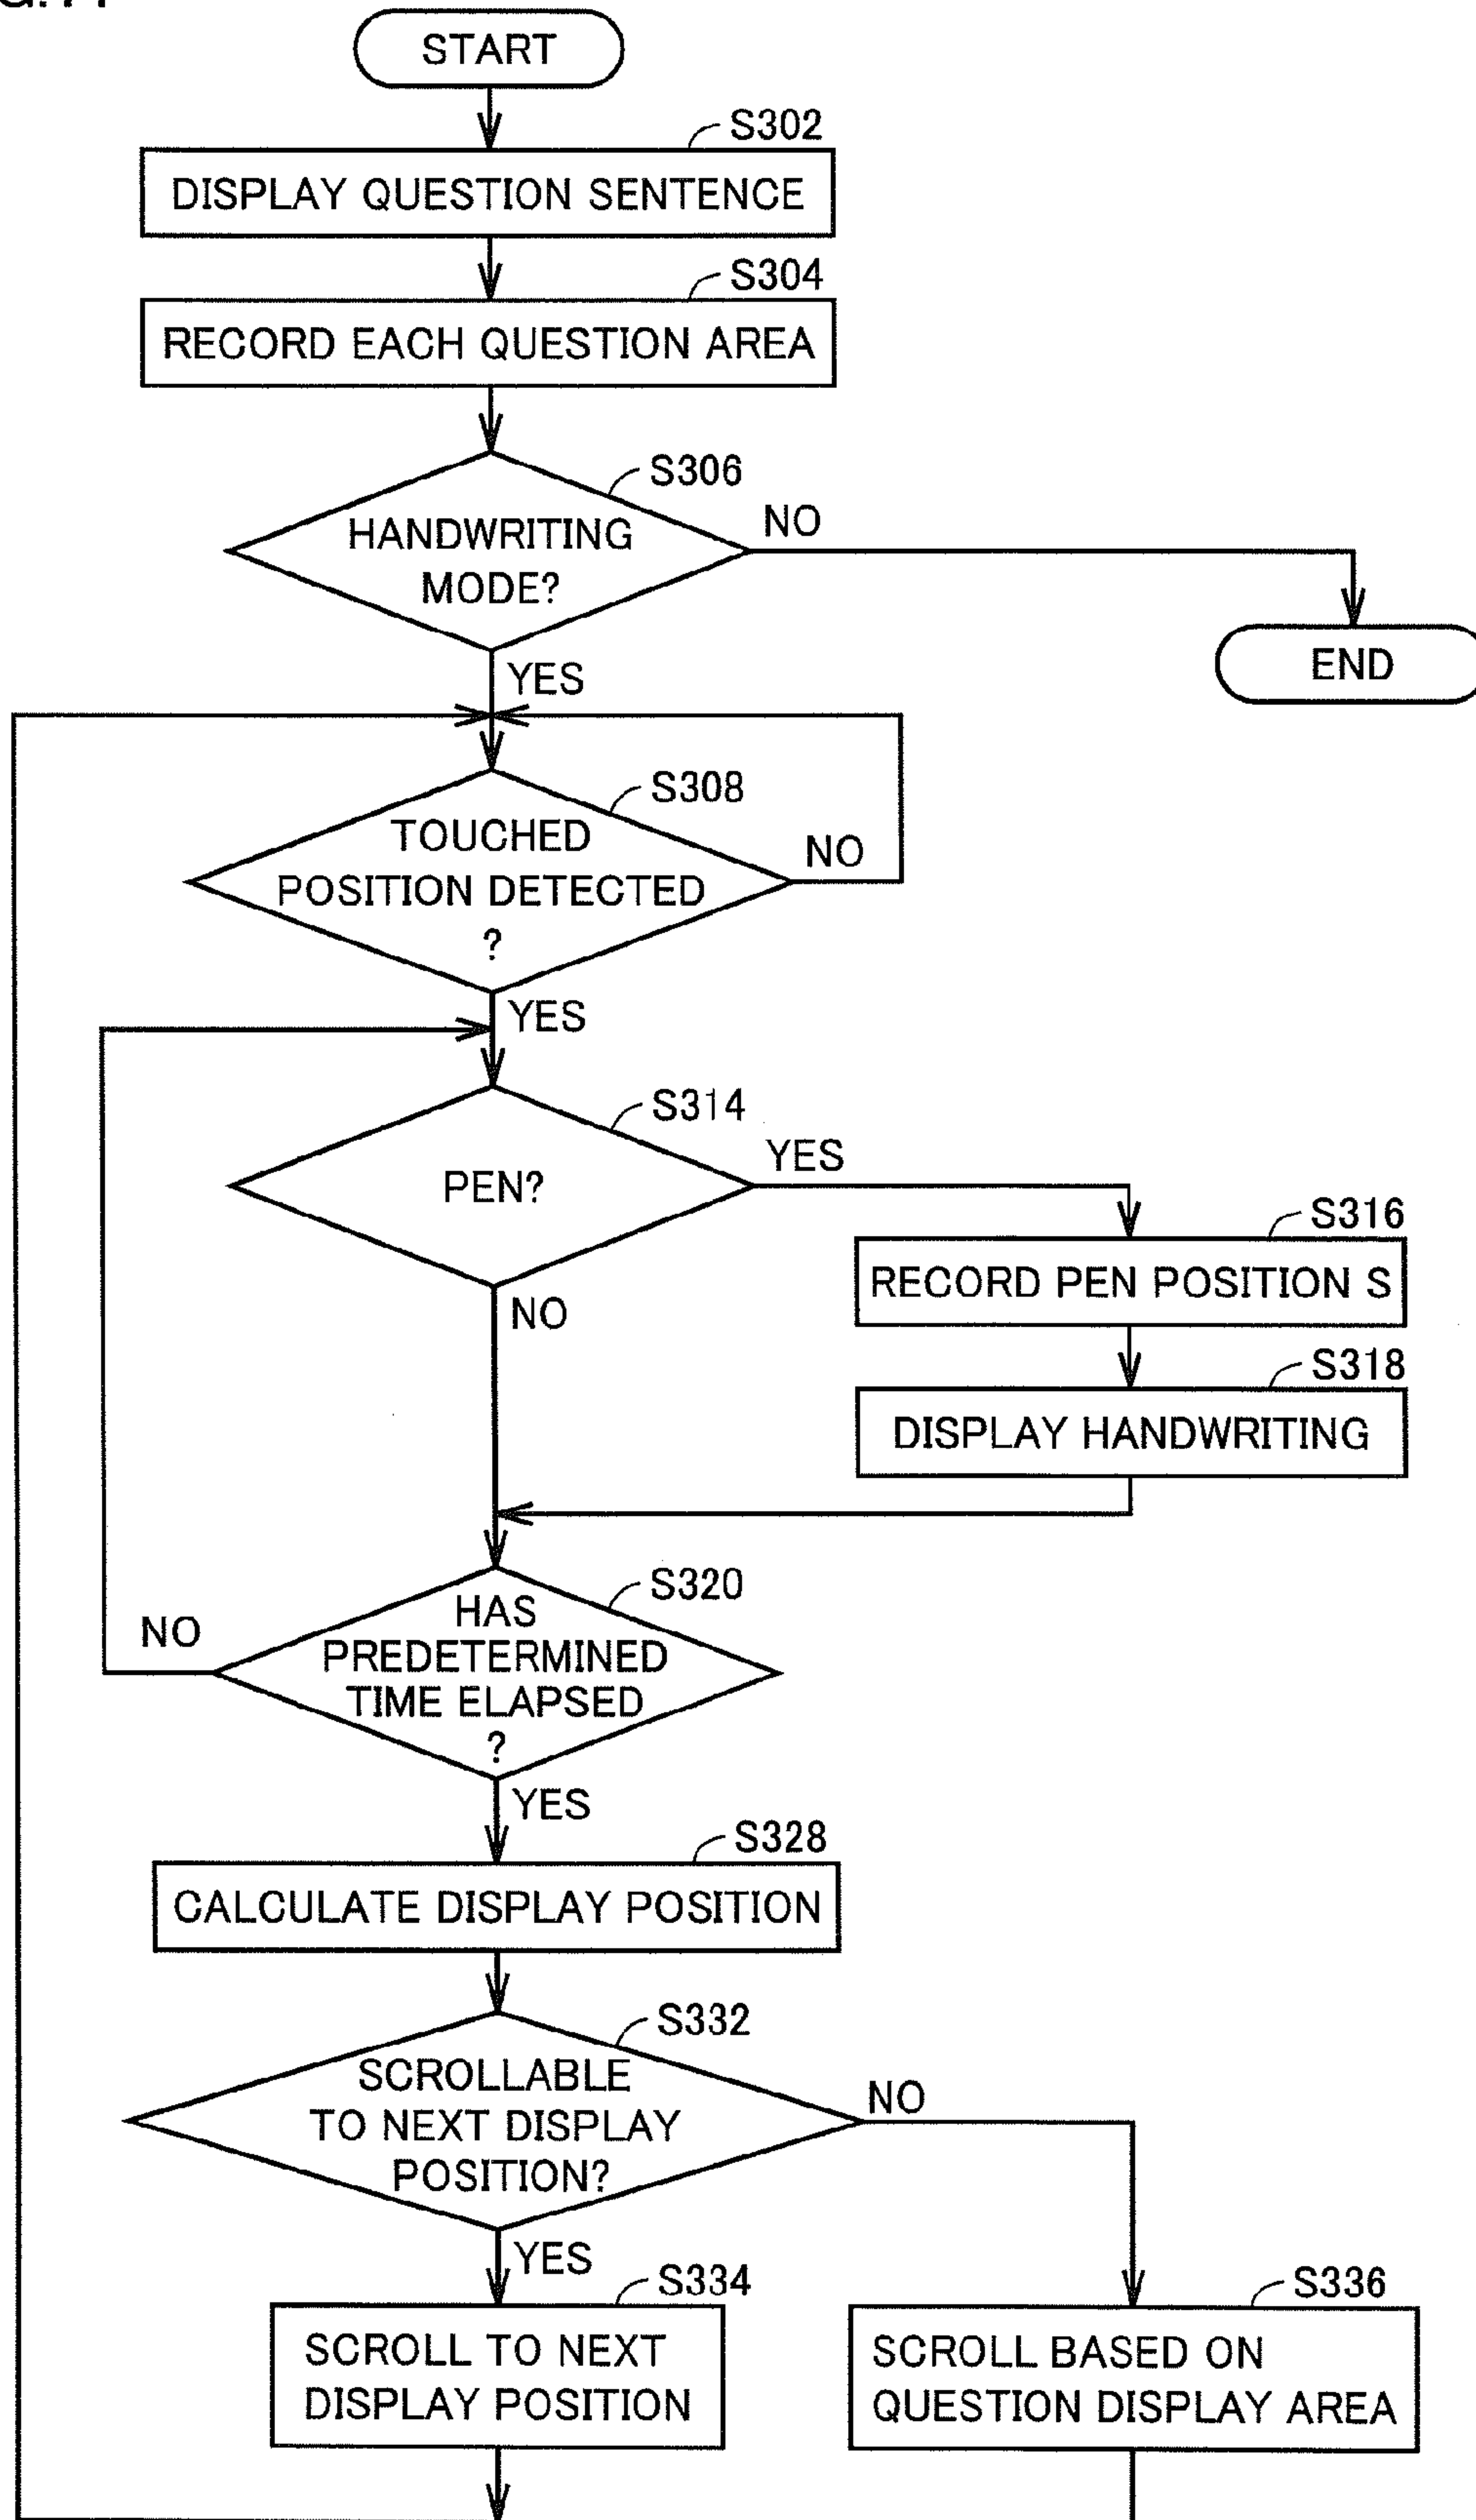 START
S302
DISPLAY QUESTION SENTENCE
S304
RECORD EACH QUESTION AREA
S306
HANDWRITING
MODE?
NO
END
YES
S308
TOUCHED
POSITION DETECTED
?
NO
YES
S314
PEN?
YES
S316
RECORD PEN POSITION S
NO
S318
DISPLAY HANDWRITING
S320
HAS
PREDETERMINED
TIME ELAPSED
?
NO
YES
S328
CALCULATE DISPLAY POSITION
S332
SCROLLABLE
TO NEXT DISPLAY
POSITION?
NO
YES
S334
SCROLL TO NEXT
DISPLAY POSITION
S336
SCROLL BASED ON
QUESTION DISPLAY AREA